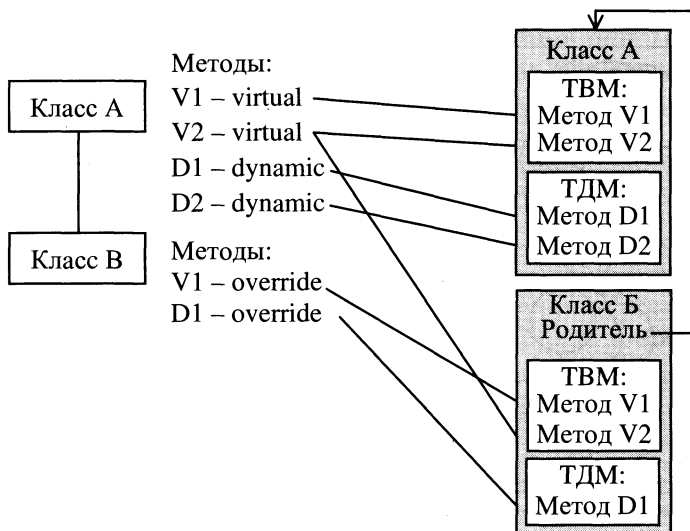 Класс А
Класс В
Методы:
V1 – virtual
V2 – virtual
D1 – dynamic
D2 – dynamic
Методы:
V1 – override
D1 – override
Класс А
ТВМ:
Метод V1
Метод V2
ТДМ:
Метод D1
Метод D2
Класс Б
Родитель
ТВМ:
Метод V1
Метод V2
ТДМ:
Метод D1